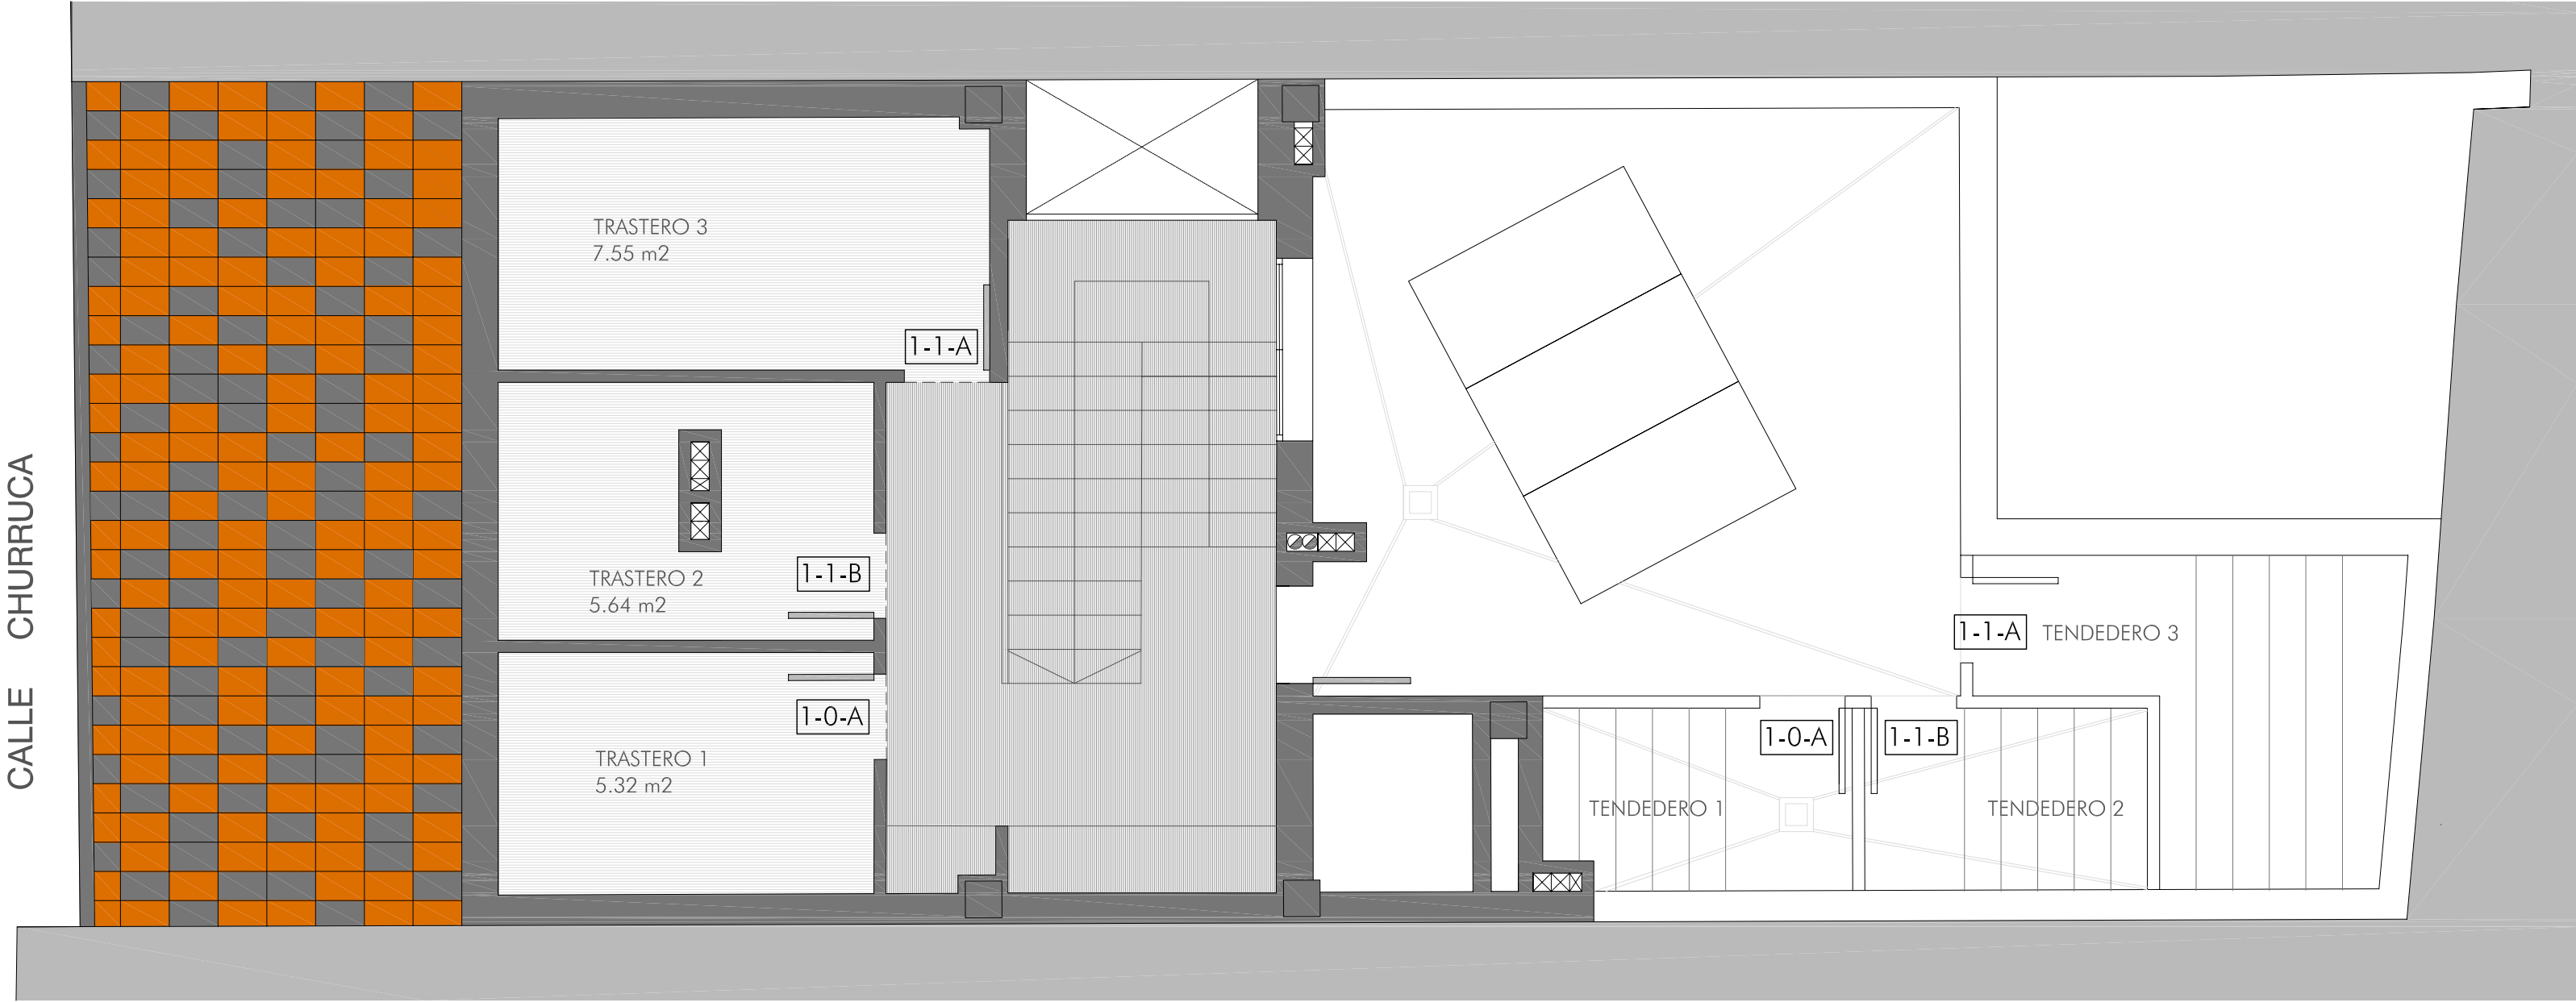 CALLE CHURRUCA
TRASTERO 3
7.55 m2
1-1-A
TRASTERO 2
5.64 m2
1-1-B
TRASTERO 1
5.32 m2
1-0-A
1-1-A
TENDEDERO 3
1-0-A
1-1-B
TENDEDERO 1
TENDEDERO 2